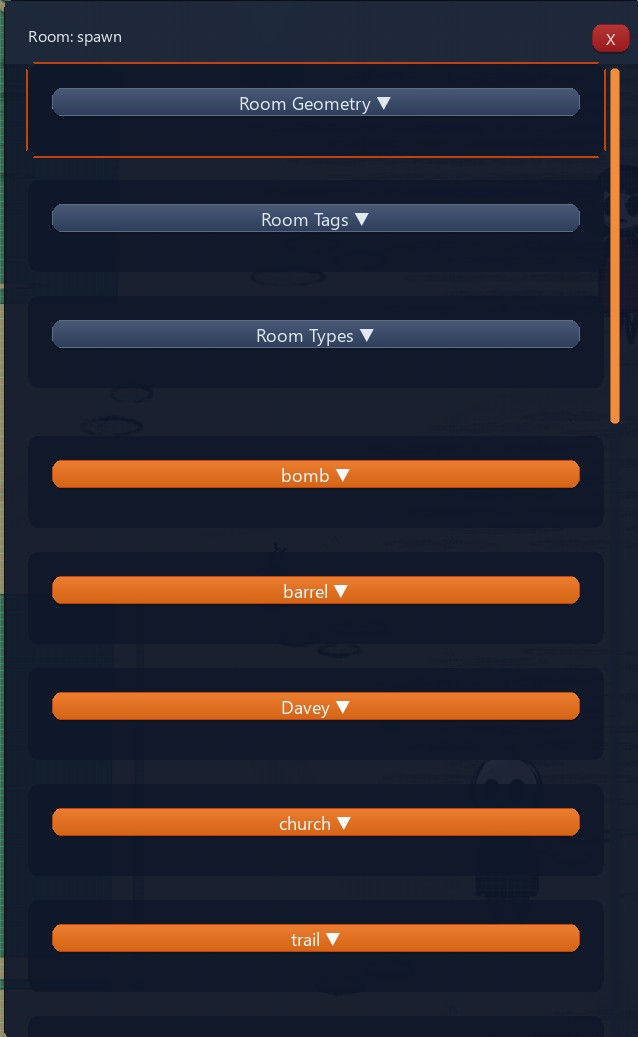 Room: spawn
X
Room Geometry ▼
Room Tags ▼
Room Types ▼
bomb ▼
barrel ▼
Davey ▼
church ▼
trail ▼